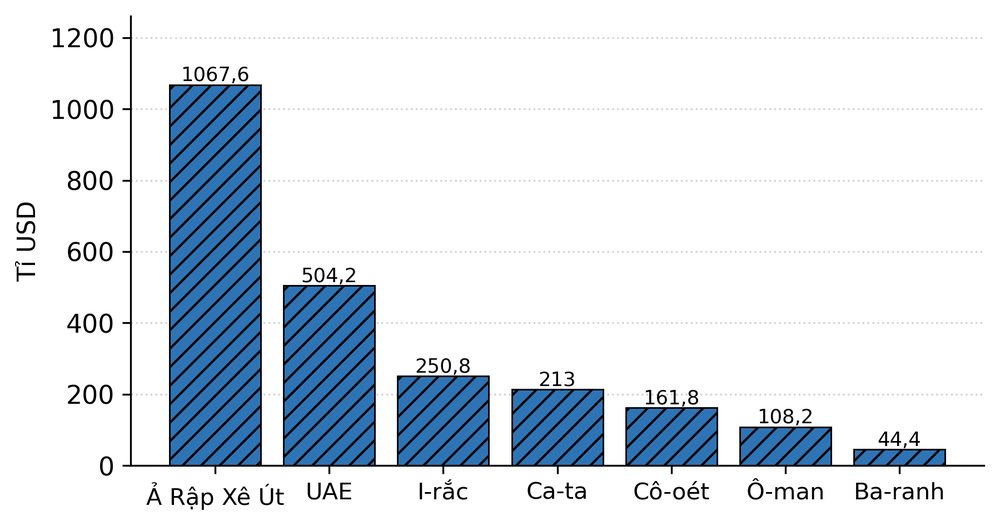 Tỉ USD
1200
1000
800
600
400
200
0
1067,6
504,2
250,8
213
161,8
108,2
44,4
Ả Rập Xê Út
UAE
I-rắc
Ca-ta
Cô-oét
Ô-man
Ba-ranh